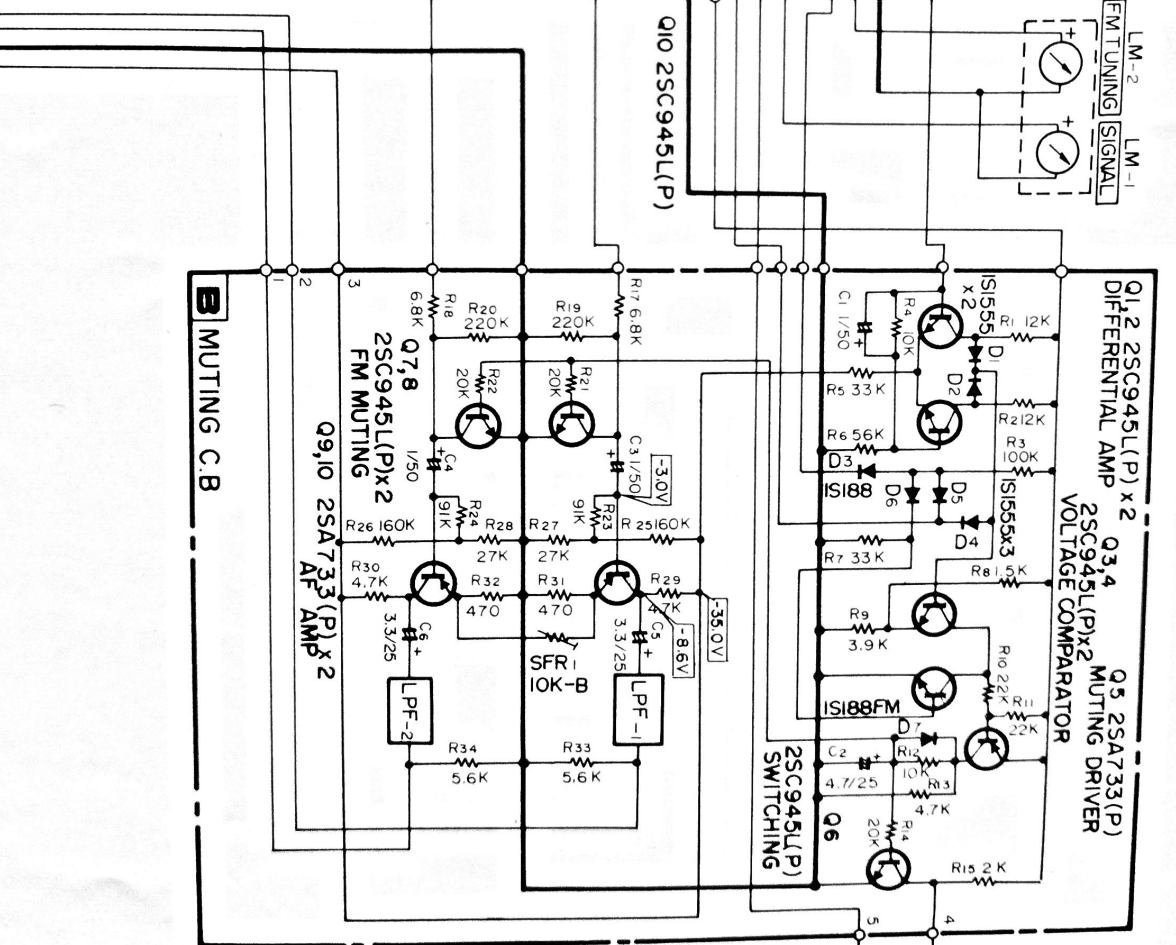 FM TUNING
LM-2
SIGNAL
LM-1
+
+
Q10 2SC945L(P)
1
2
3
B MUTING C.B
R18
6.8K
R20
220K
R19
220K
R17 6.8K
Q7,8
2SC945L(P)x2
FM MUTING
R22
20K
R21
20K
C4
1/50
+
C3 1/50
+
-3.0V
R24
91K
R23
91K
R26 160K
R28
27K
R27
27K
R25 160K
Q9,10 2SA733(P)x2
AF AMP
R30
4.7K
R32
470
R31
470
R29
4.7K
-35.0V
-8.6V
C6
3.3/25
+
C5
3.3/25
+
SFR1
10K-B
LPF-2
LPF-1
R34
5.6K
R33
5.6K
C1 1/50
+
R4
10K
IS1555
x2
R1 12K
D1
D2
R5 33K
R2 12K
R6 56K
R3
100K
D3
IS188
D6
D5
IS1555x3
D4
R7 33K
R8 1.5K
R9
3.9K
R10 22K
R11
22K
IS188FM
D7
C2
4.7/25
+
R12
10K
R13
4.7K
R14
20K
R15 2K
Q6
2SC945L(P)
SWITCHING
5
4
Q1,2 2SC945L(P)x2
DIFFERENTIAL AMP
Q3,4
2SC945L(P)x2
VOLTAGE COMPARATOR
Q5 2SA733(P)
MUTING DRIVER